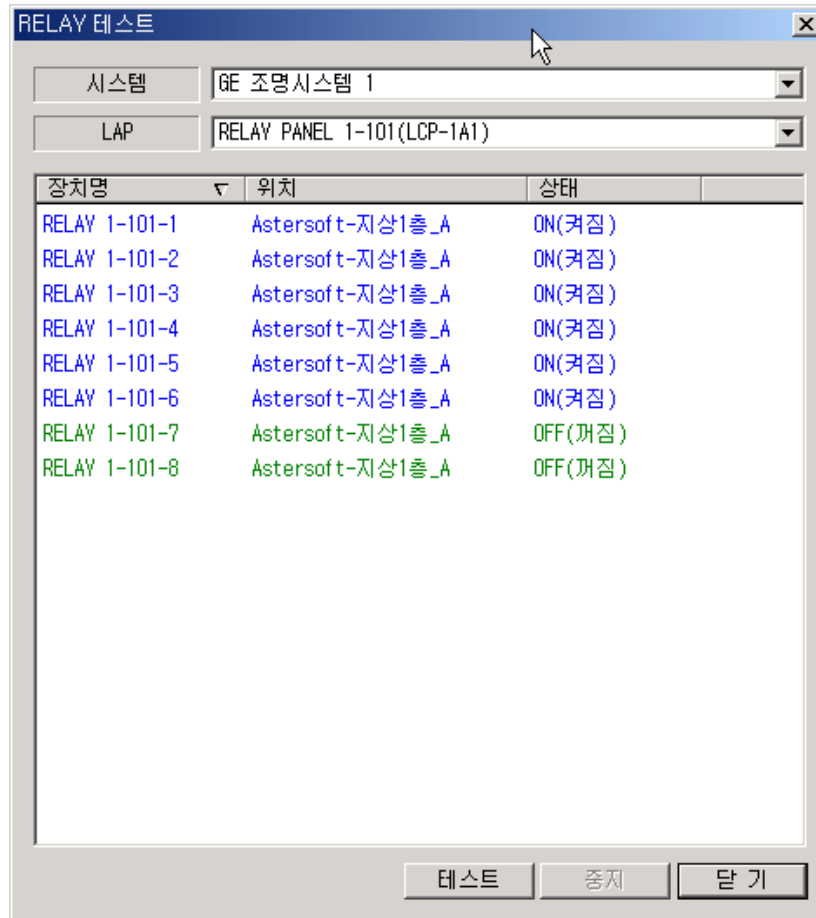 RELAY 테스트
시스템 GE 조명시스템 1
LAP RELAY PANEL 1-101(LCP-1A1)
장치명 위치 상태
RELAY 1-101-1 Astersoft-지상1층_A ON(켜짐)
RELAY 1-101-2 Astersoft-지상1층_A ON(켜짐)
RELAY 1-101-3 Astersoft-지상1층_A ON(켜짐)
RELAY 1-101-4 Astersoft-지상1층_A ON(켜짐)
RELAY 1-101-5 Astersoft-지상1층_A ON(켜짐)
RELAY 1-101-6 Astersoft-지상1층_A ON(켜짐)
RELAY 1-101-7 Astersoft-지상1층_A OFF(꺼짐)
RELAY 1-101-8 Astersoft-지상1층_A OFF(꺼짐)
테스트 중지 닫 기